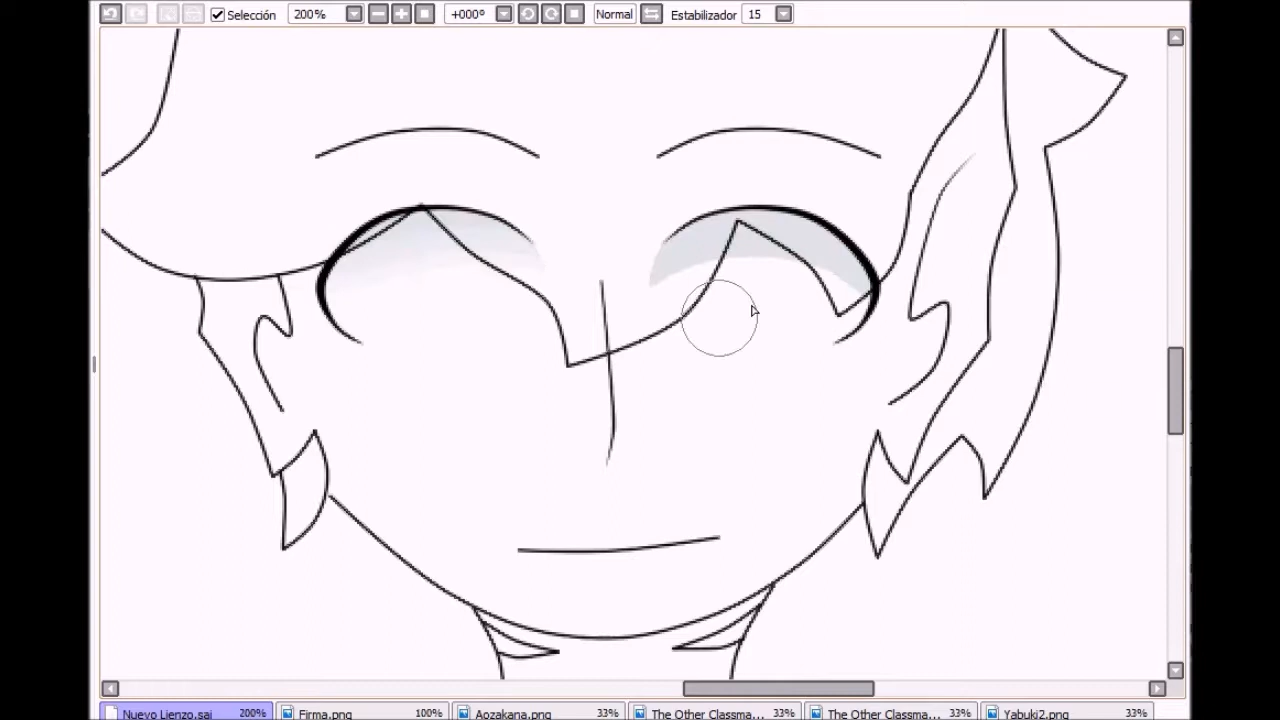 Selección 200% +000º Normal Estabilizador 15
Nuevo Lienzo.sai 200% Firma.png 100% Aozakana.png 33% The Other Classma... 33% The Other Classma... 33% Yabuki2.png 33%